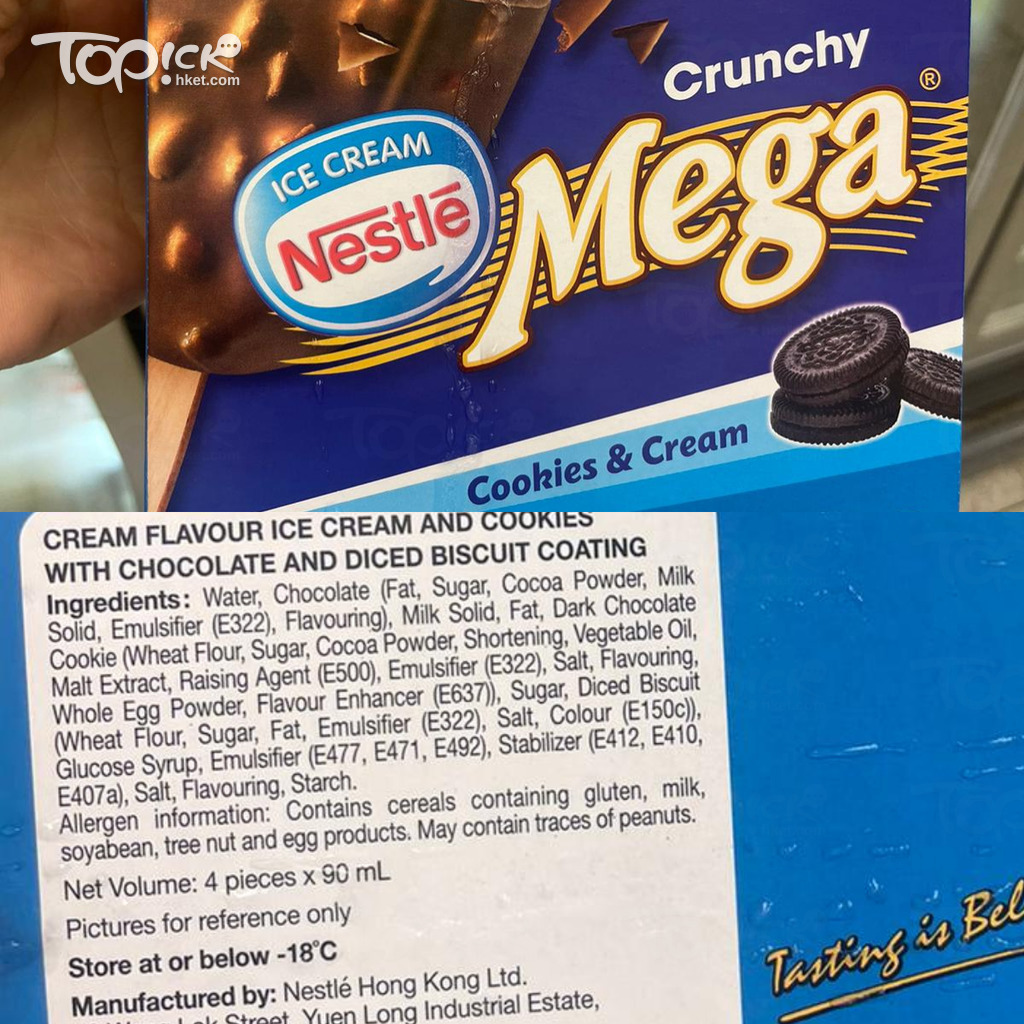 TOPICK
hket.com
Crunchy
®
ICE CREAM
Nestlé
Mega
Cookies & Cream
CREAM FLAVOUR ICE CREAM AND COOKIES
WITH CHOCOLATE AND DICED BISCUIT COATING
Ingredients: Water, Chocolate (Fat, Sugar, Cocoa Powder, Milk
Solid, Emulsifier (E322), Flavouring), Milk Solid, Fat, Dark Chocolate
Cookie (Wheat Flour, Sugar, Cocoa Powder, Shortening, Vegetable Oil,
Malt Extract, Raising Agent (E500), Emulsifier (E322), Salt, Flavouring,
Whole Egg Powder, Flavour Enhancer (E637)), Sugar, Diced Biscuit
(Wheat Flour, Sugar, Fat, Emulsifier (E322), Salt, Colour (E150c)),
Glucose Syrup, Emulsifier (E477, E471, E492), Stabilizer (E412, E410,
E407a), Salt, Flavouring, Starch.
Allergen information: Contains cereals containing gluten, milk,
soyabean, tree nut and egg products. May contain traces of peanuts.
Net Volume: 4 pieces x 90 mL
Pictures for reference only
Store at or below -18°C
Manufactured by: Nestlé Hong Kong Ltd.
Street, Yuen Long Industrial Estate,
Tasting is Bel